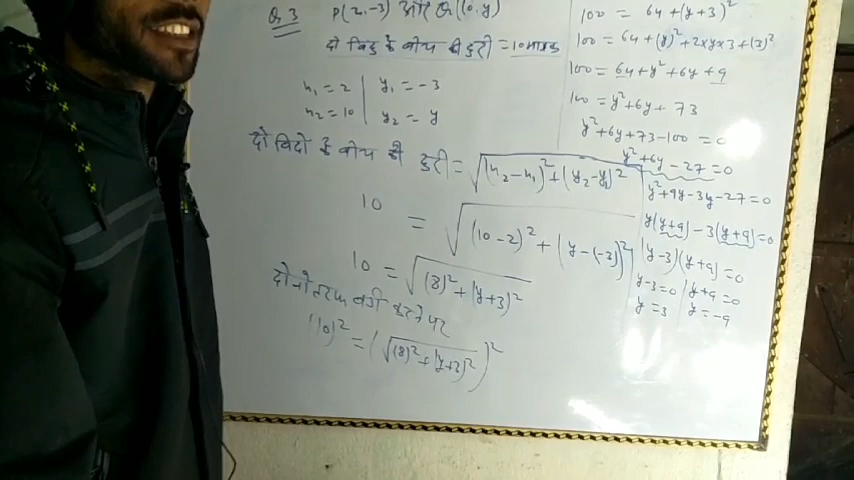 Q.3 P(2,-3) और Q(10,y)
दो बिंदु के बीच की दूरी = 10 मात्रक
x₁ = 2 | y₁ = -3
x₂ = 10 | y₂ = y
दो बिंदो के बीच की दुरी = √(x₂-x₁)²+(y₂-y₁)²
10 = √(10-2)² + (y-(-3))²
10 = √(8)²+(y+3)²
दोनो तरफ वर्ग करने पर
(10)² = (√(8)²+(y+3)²)²
100 = 64+(y+3)²
100 = 64+(y)²+2xyx3+(3)²
100 = 64+y²+6y+9
100 = y²+6y+73
y²+6y+73-100=0
y²+6y-27=0
y²+9y-3y-27=0
y(y+9)-3(y+9)=0
(y-3)(y+9)=0
y-3=0 | y+9=0
y=3 | y=-9